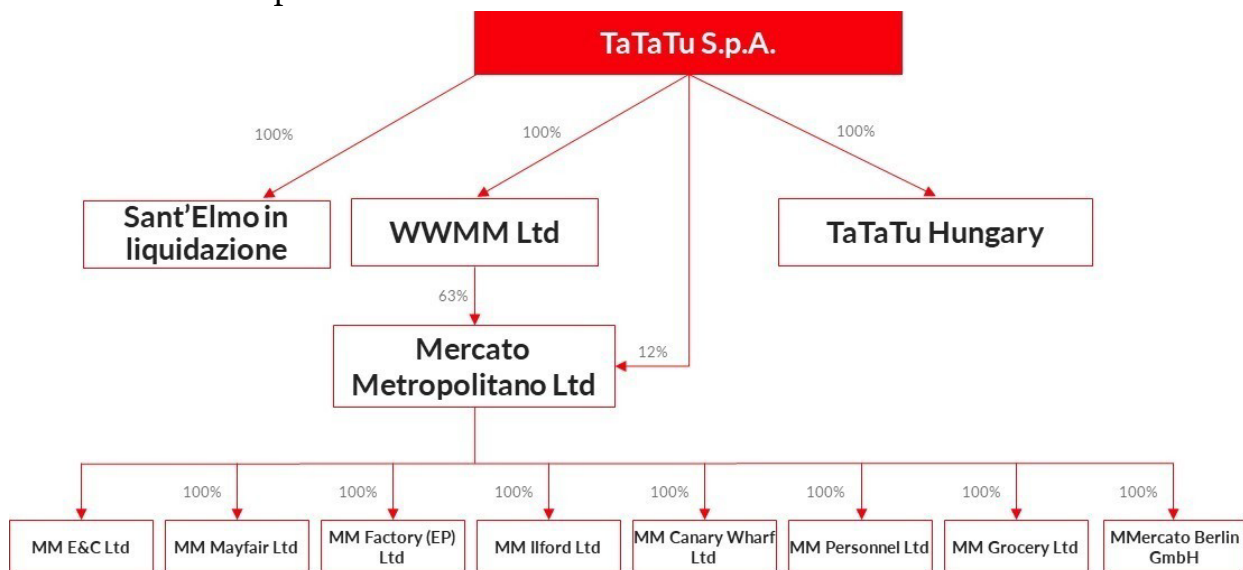 TaTaTu S.p.A.
100%
100%
100%
Sant'Elmo in
liquidazione
WWMM Ltd
TaTaTu Hungary
63%
Mercato
Metropolitano Ltd
12%
100%
100%
100%
100%
100%
100%
100%
MM E&C Ltd
MM Mayfair Ltd
MM Factory (EP)
Ltd
MM Ilford Ltd
MM Canary Wharf
Ltd
MM Personnel Ltd
MM Grocery Ltd
MMercato Berlin
GmbH